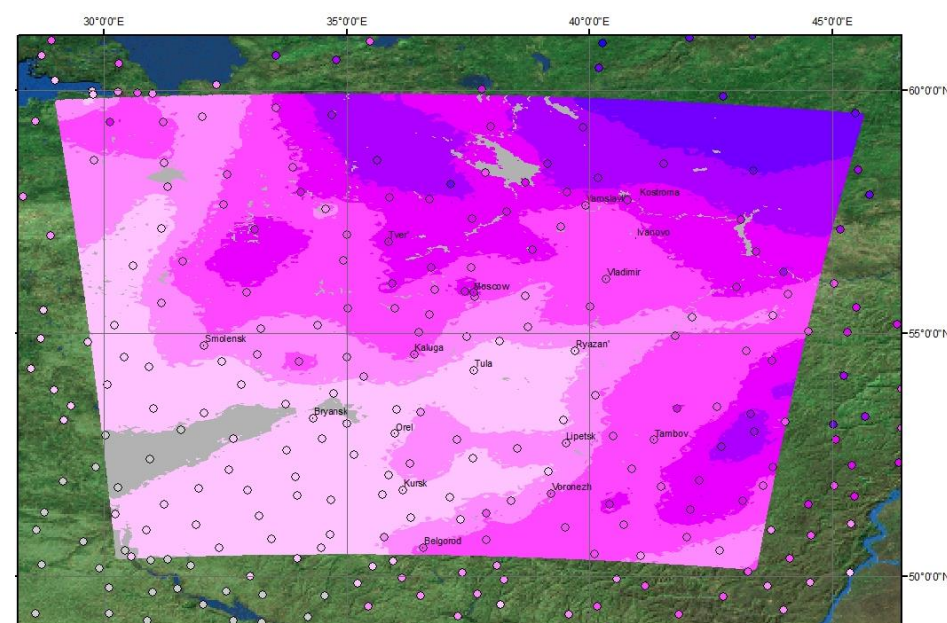 30°0'0"E 35°0'0"E 40°0'0"E 45°0'0"E
60°0'0"N
Kostroma
Yaroslavl'
Tver'
Ivanovo
Vladimir
Moscow
55°0'0"N
Smolensk
Kaluga
Ryazan'
Tula
Bryansk
Orel
Lipetsk
Tambov
Kursk
Voronezh
Belgorod
50°0'0"N